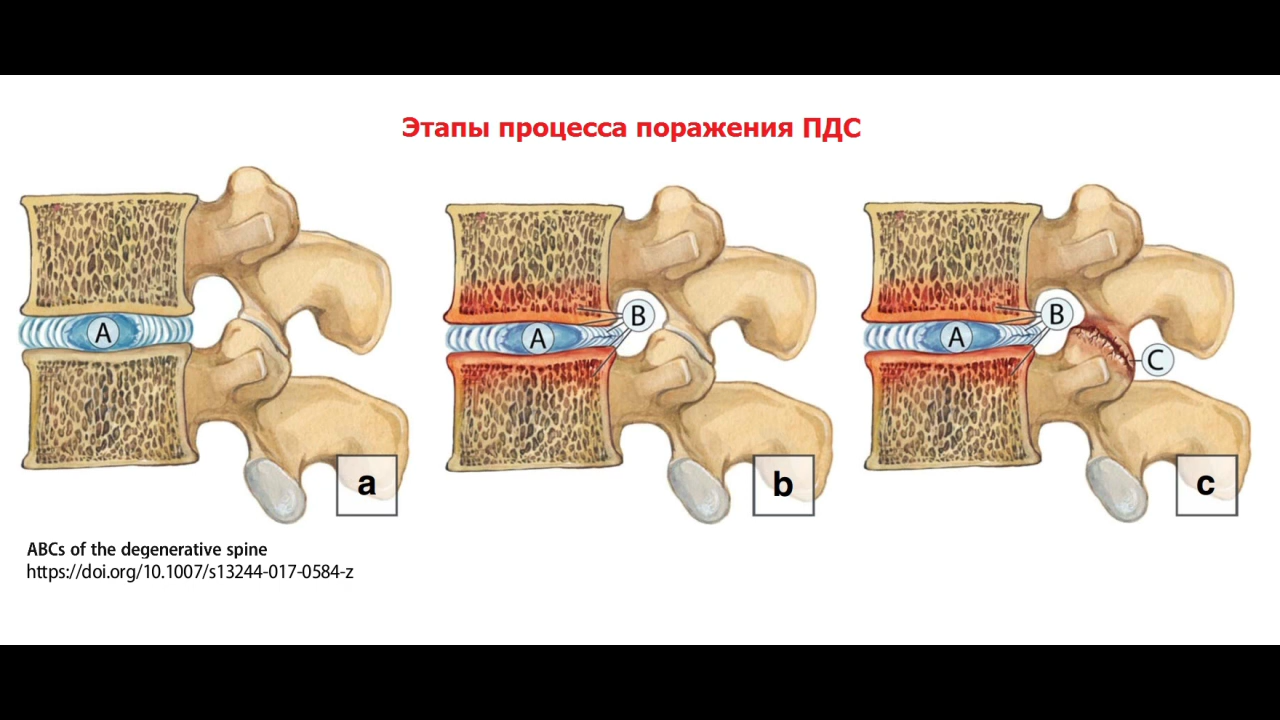 Этапы процесса поражения ПДС
A
a
A
B
b
A
B
C
c
ABCs of the degenerative spine
https://doi.org/10.1007/s13244-017-0584-z